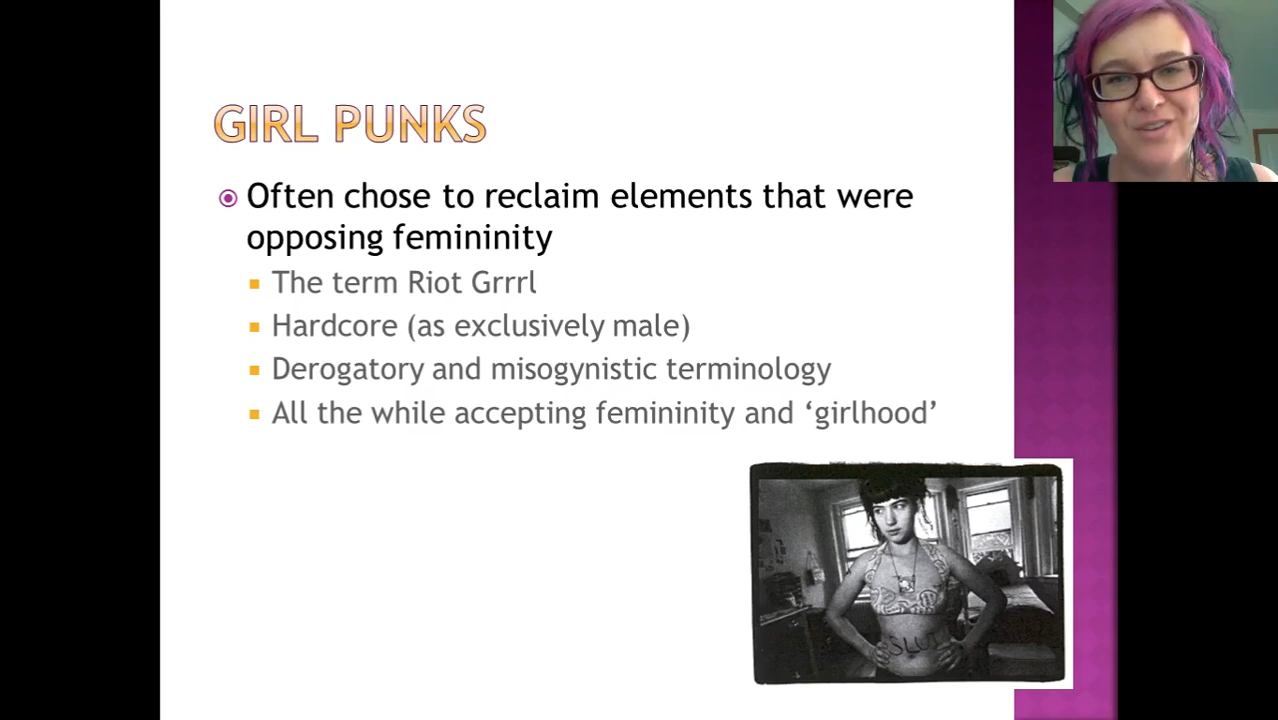 GIRL PUNKS
Often chose to reclaim elements that were
opposing femininity
The term Riot Grrrl
Hardcore (as exclusively male)
Derogatory and misogynistic terminology
All the while accepting femininity and ‘girlhood’
SLUT